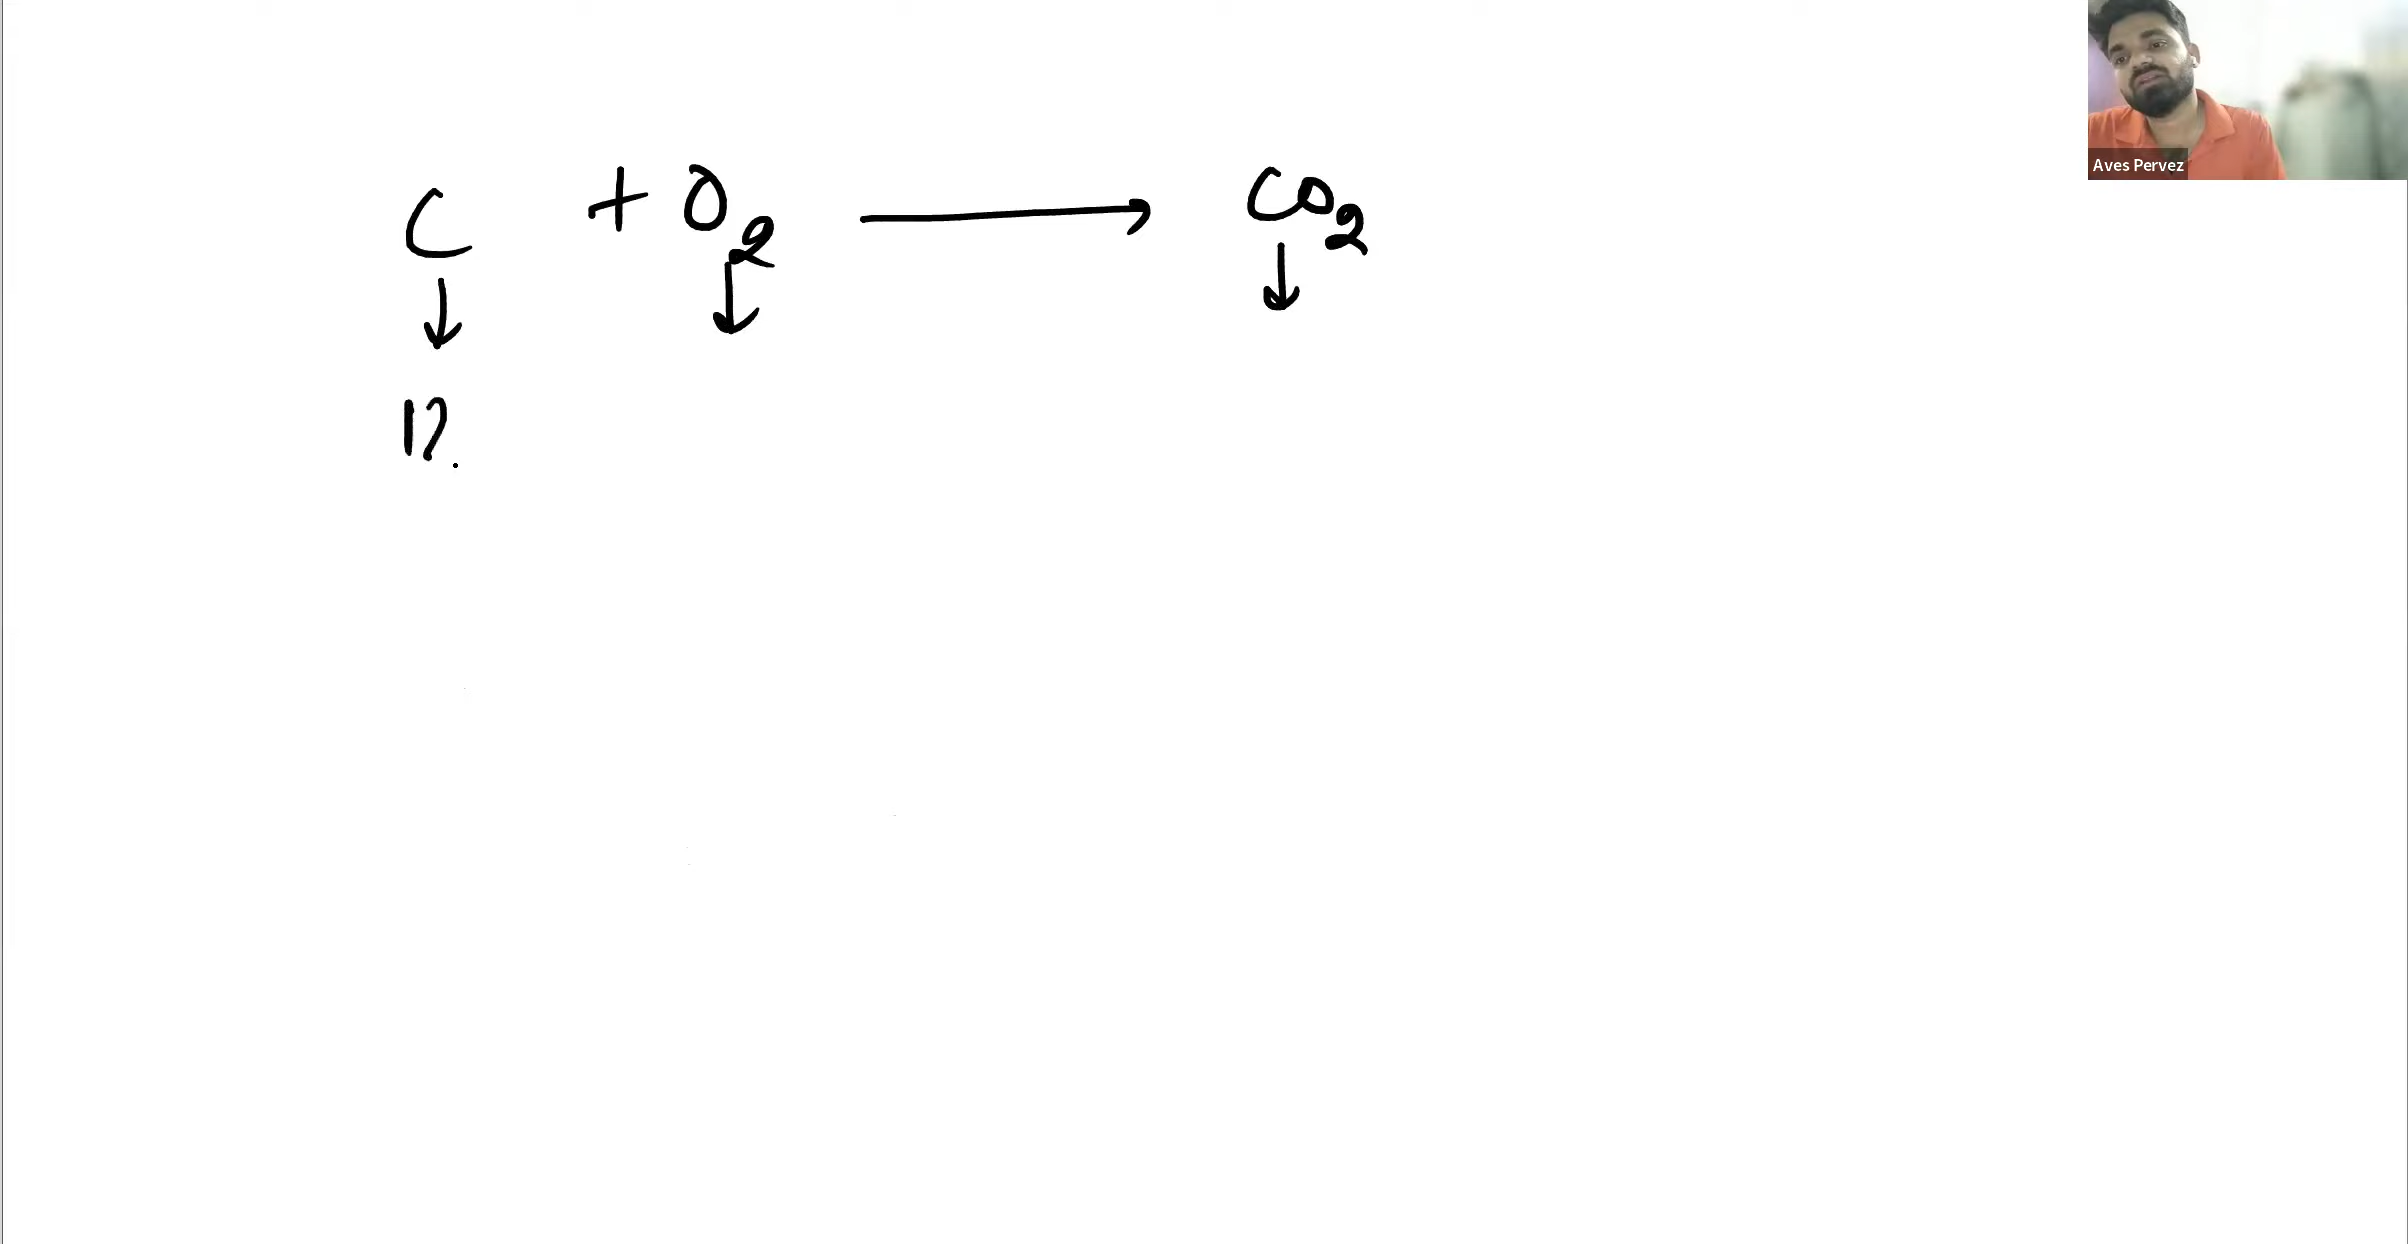 Aves Pervez
C + O₂ ⟶ CO₂
↓ ↓ ↓
12